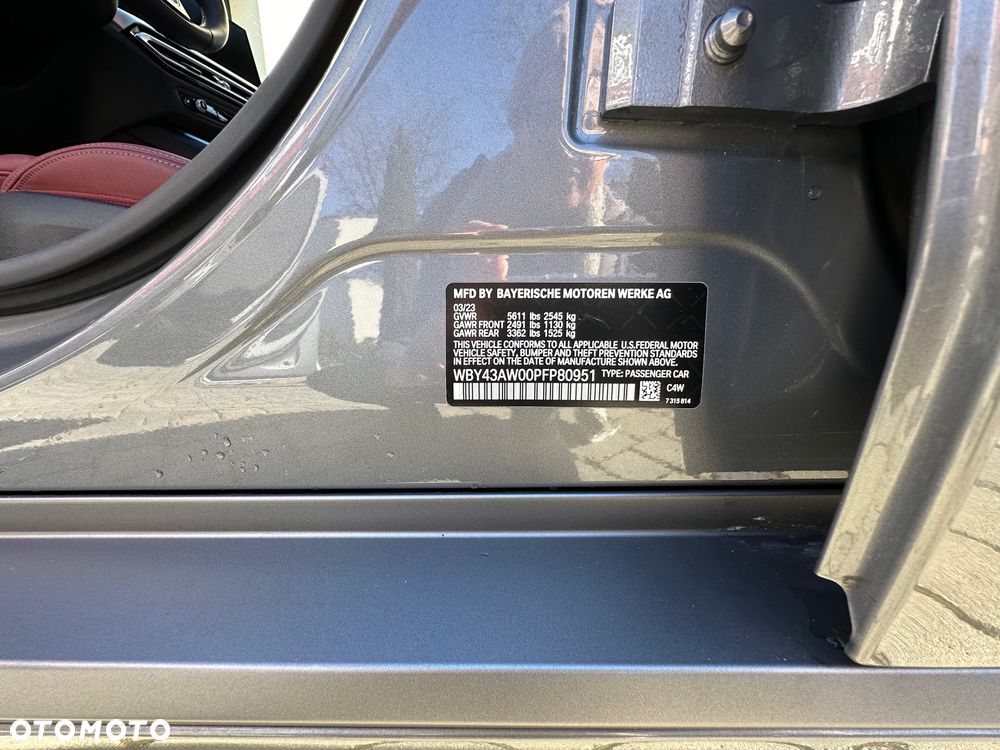 MFD BY BAYERISCHE MOTOREN WERKE AG
03/23
GVWR 5611 lbs 2545 kg
GAWR FRONT 2491 lbs 1130 kg
GAWR REAR 3362 lbs 1525 kg
THIS VEHICLE CONFORMS TO ALL APPLICABLE U.S.FEDERAL MOTOR
VEHICLE SAFETY, BUMPER AND THEFT PREVENTION STANDARDS
IN EFFECT ON THE DATE OF MANUFACTURE SHOWN ABOVE.
WBY43AW00PFP80951 TYPE: PASSENGER CAR
C4W
7 315 814
OTOMOTO